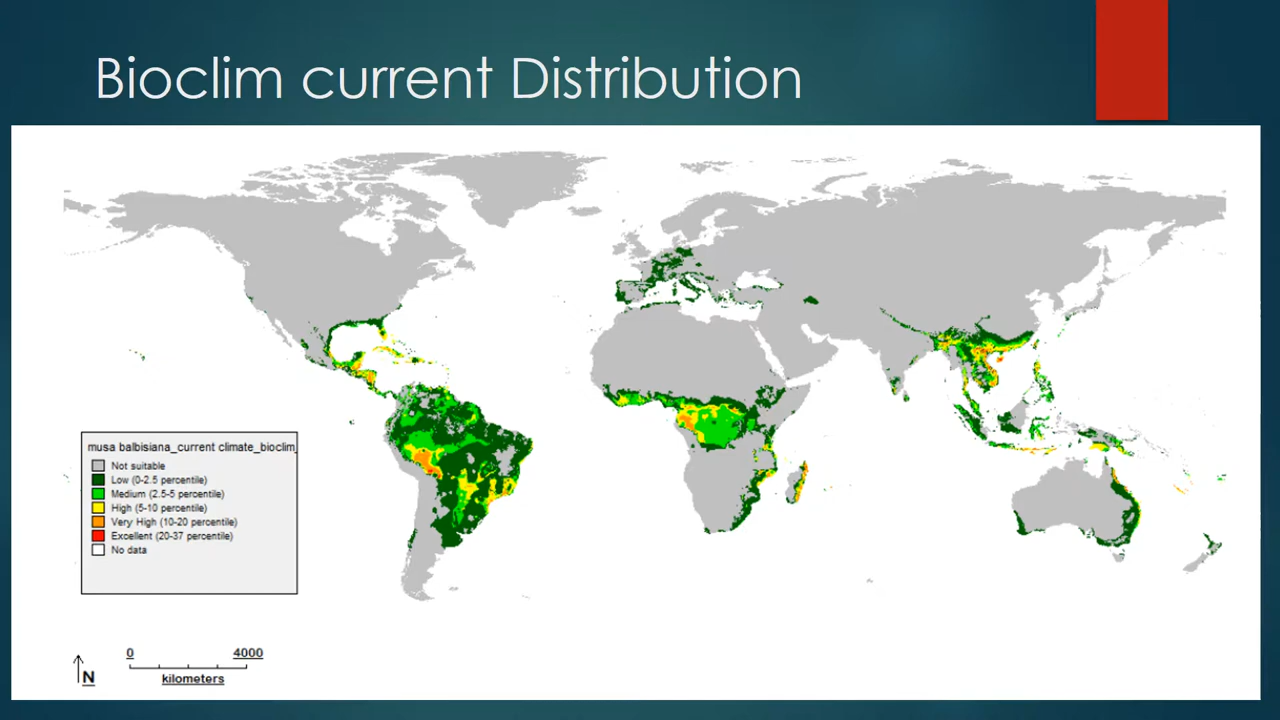 Bioclim current Distribution
musa balbisiana_current climate_bioclim
Not suitable
Low (0-2.5 percentile)
Medium (2.5-5 percentile)
High (5-10 percentile)
Very High (10-20 percentile)
Excellent (20-37 percentile)
No data
0 4000
N
kilometers